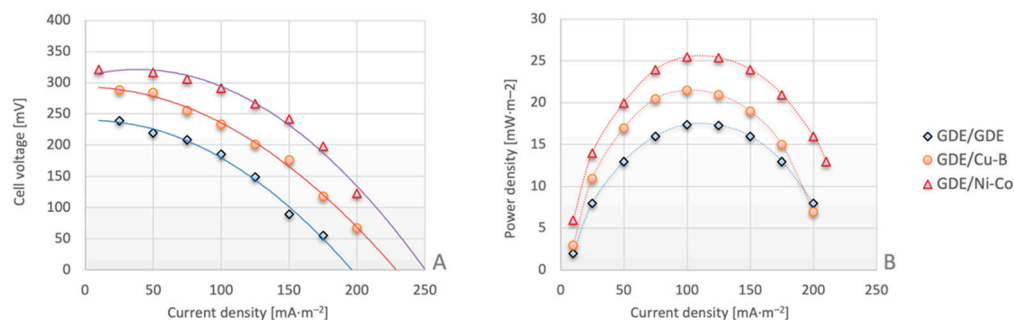 400
350
300
250
200
150
100
50
0
Cell voltage [mV]
0 50 100 150 200 250
Current density [mA·m⁻²]
A
30
25
20
15
10
5
0
Power density [mW·m–2]
0 50 100 150 200 250
Current density [mA·m⁻²]
B
GDE/GDE
GDE/Cu-B
GDE/Ni-Co